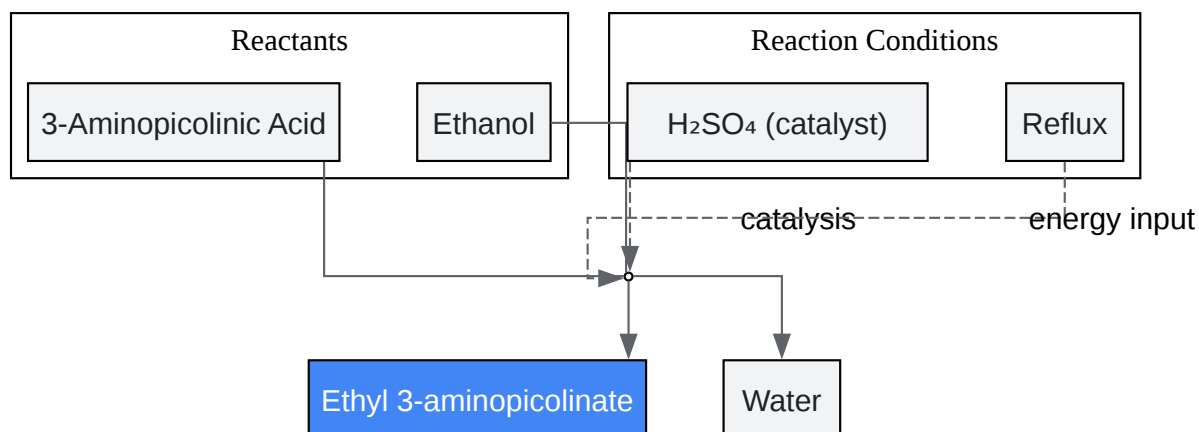 Reactants
Reaction Conditions
3-Aminopicolinic Acid
Ethanol
H₂SO₄ (catalyst)
Reflux
catalysis
energy input
Ethyl 3-aminopicolinate
Water